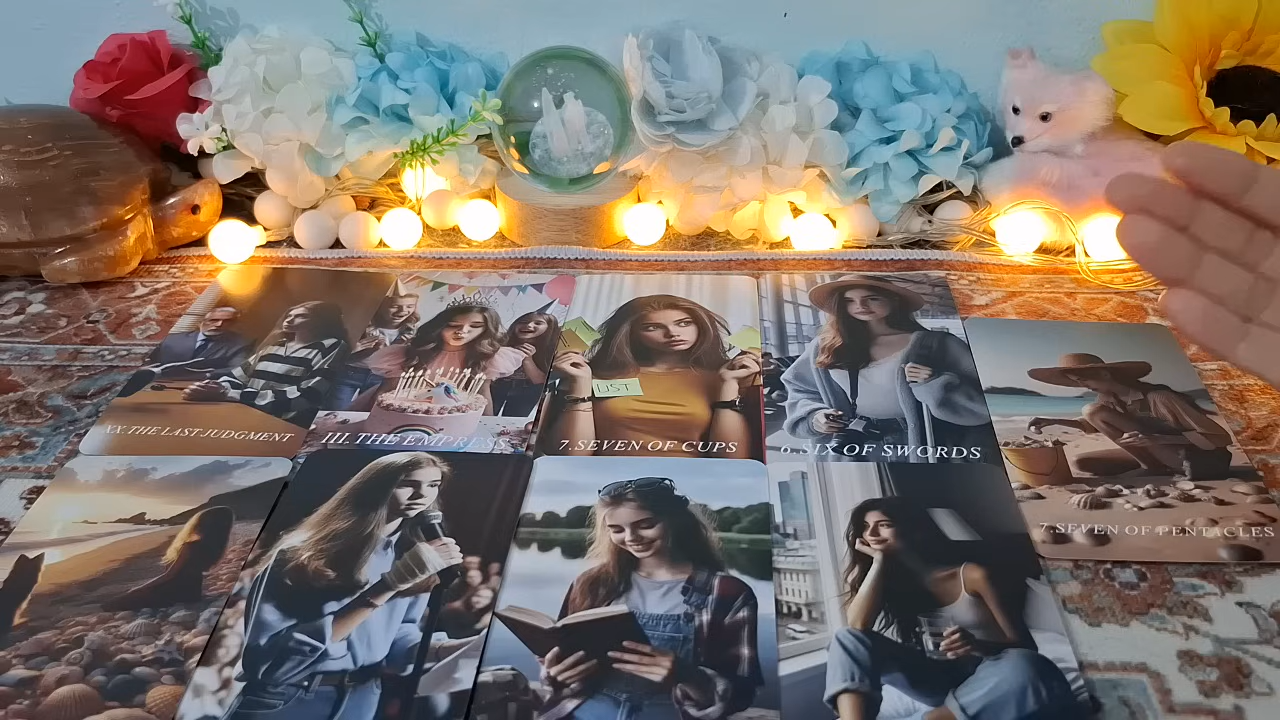 XX.THE LAST JUDGMENT
III.THE EMPRESS
LIST
7.SEVEN OF CUPS
6.SIX OF SWORDS
7.SEVEN OF PENTACLES